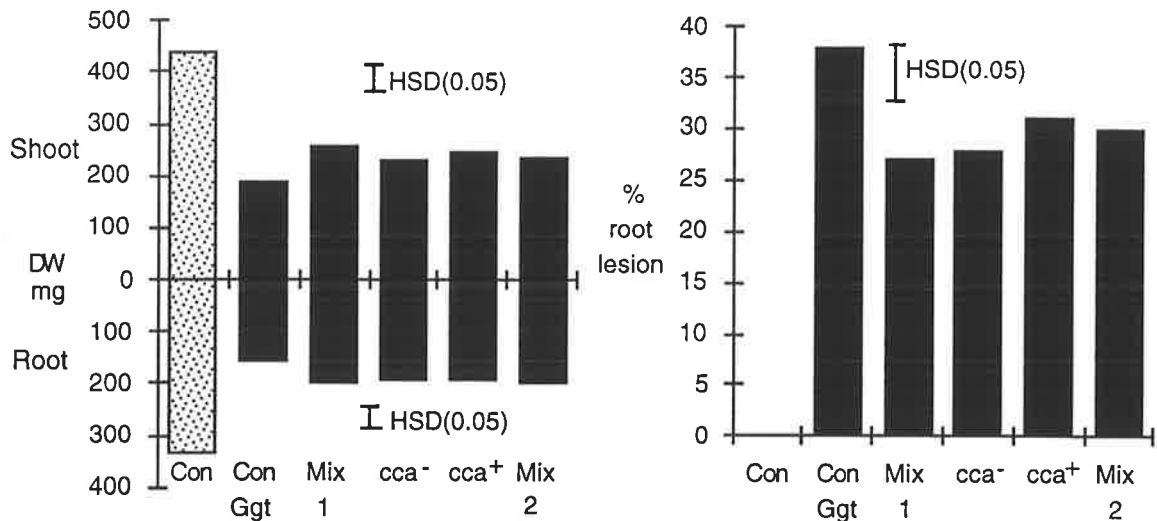 500
400
300
Shoot
200
100
DW
mg
0
100
Root
200
300
400
HSD(0.05)
HSD(0.05)
Con
Con
Ggt
Mix
1
cca-
cca+
Mix
2
40
35
30
25
%
root
lesion
20
15
10
5
0
HSD(0.05)
Con
Con
Ggt
Mix
1
cca-
cca+
Mix
2